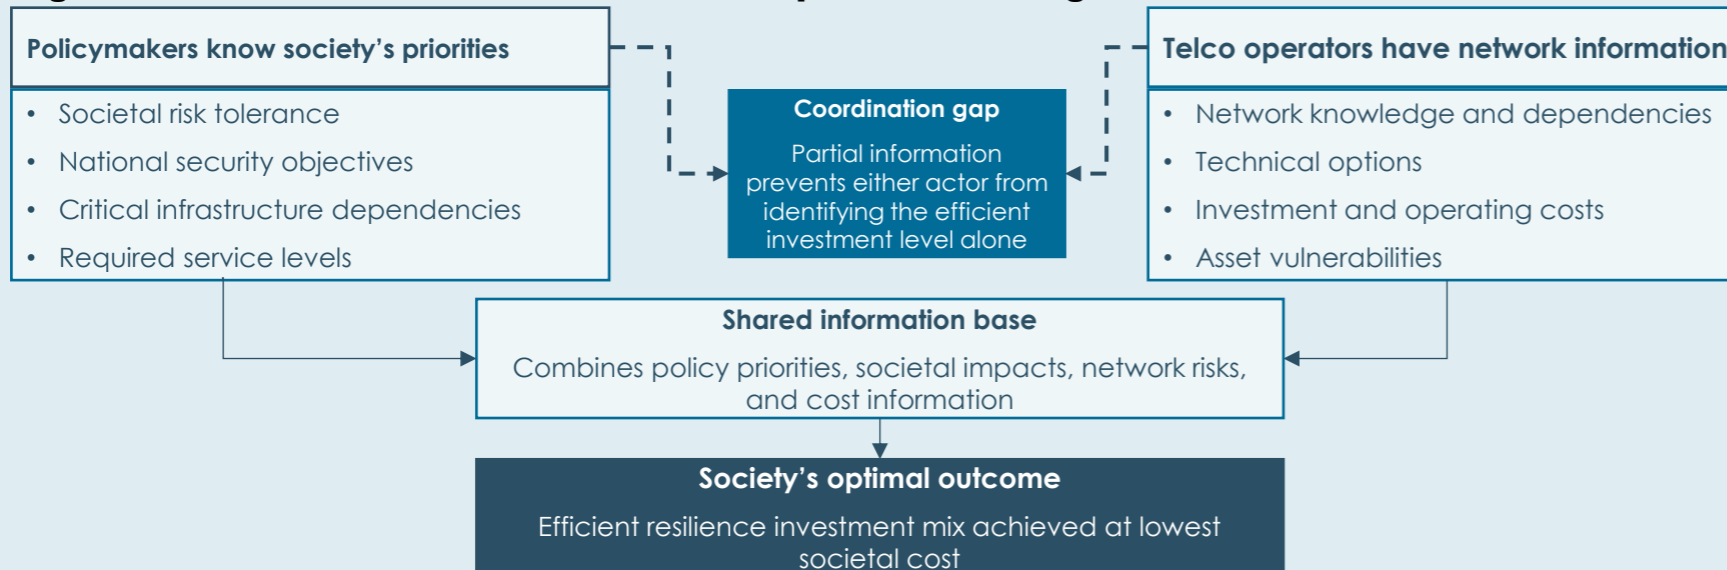 Policymakers know society's priorities
• Societal risk tolerance
• National security objectives
• Critical infrastructure dependencies
• Required service levels
Coordination gap
Partial information
prevents either actor from
identifying the efficient
investment level alone
Telco operators have network information
• Network knowledge and dependencies
• Technical options
• Investment and operating costs
• Asset vulnerabilities
Shared information base
Combines policy priorities, societal impacts, network risks,
and cost information
Society's optimal outcome
Efficient resilience investment mix achieved at lowest
societal cost